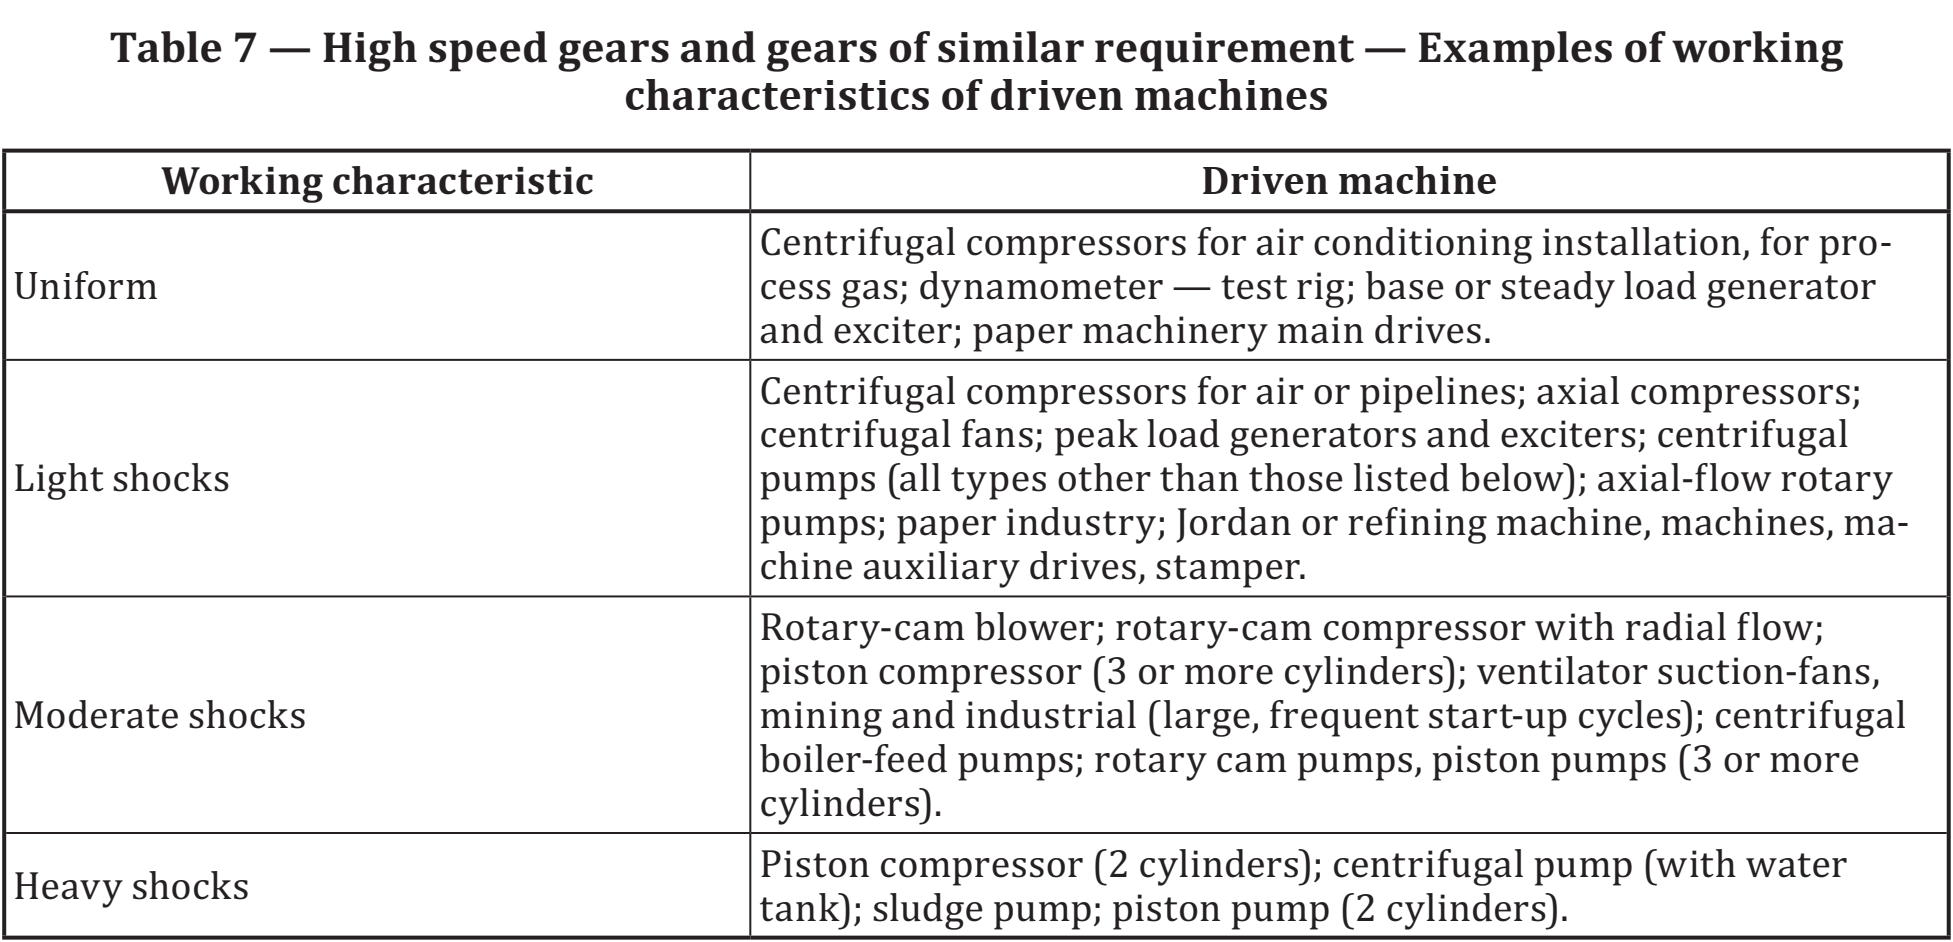 Table 7 — High speed gears and gears of similar requirement — Examples of working
characteristics of driven machines
Working characteristic
Driven machine
Uniform
Centrifugal compressors for air conditioning installation, for pro-
cess gas; dynamometer — test rig; base or steady load generator
and exciter; paper machinery main drives.
Light shocks
Centrifugal compressors for air or pipelines; axial compressors;
centrifugal fans; peak load generators and exciters; centrifugal
pumps (all types other than those listed below); axial-flow rotary
pumps; paper industry; Jordan or refining machine, machines, ma-
chine auxiliary drives, stamper.
Moderate shocks
Rotary-cam blower; rotary-cam compressor with radial flow;
piston compressor (3 or more cylinders); ventilator suction-fans,
mining and industrial (large, frequent start-up cycles); centrifugal
boiler-feed pumps; rotary cam pumps, piston pumps (3 or more
cylinders).
Heavy shocks
Piston compressor (2 cylinders); centrifugal pump (with water
tank); sludge pump; piston pump (2 cylinders).